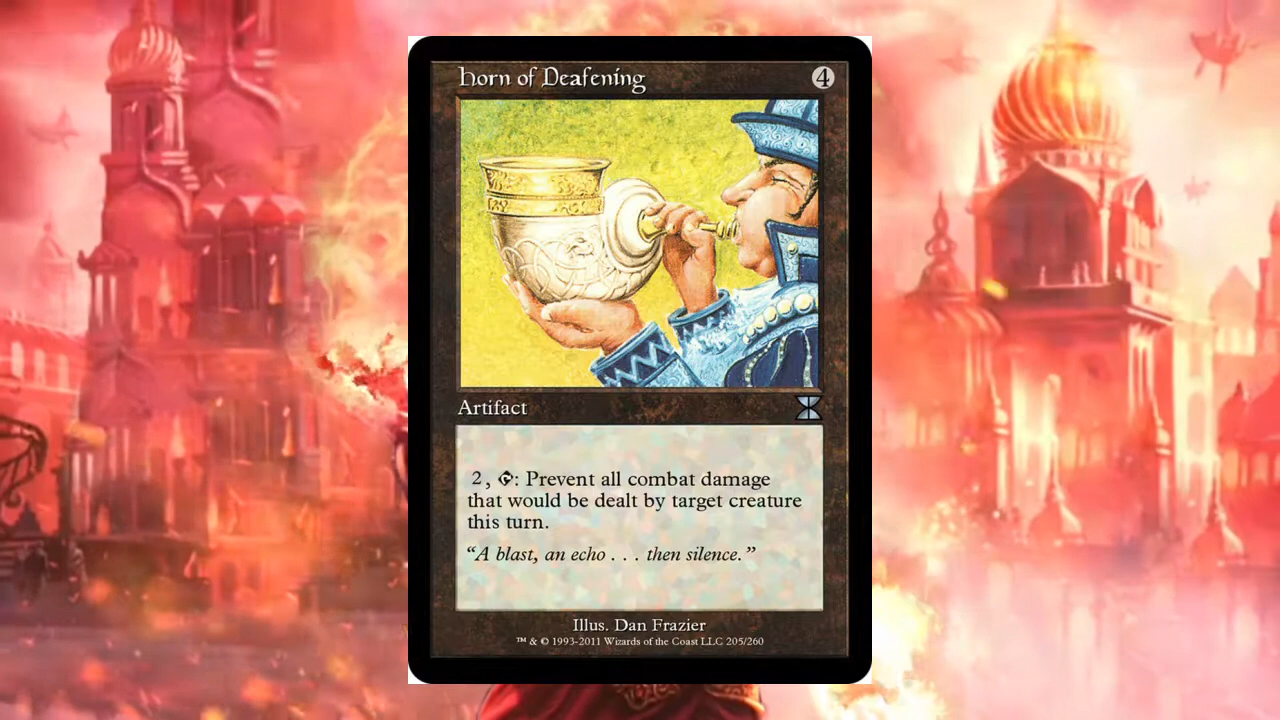 Horn of Deafening 4
Artifact
2, : Prevent all combat damage
that would be dealt by target creature
this turn.
“A blast, an echo . . . then silence.”
Illus. Dan Frazier
™ & © 1993-2011 Wizards of the Coast LLC 205/260